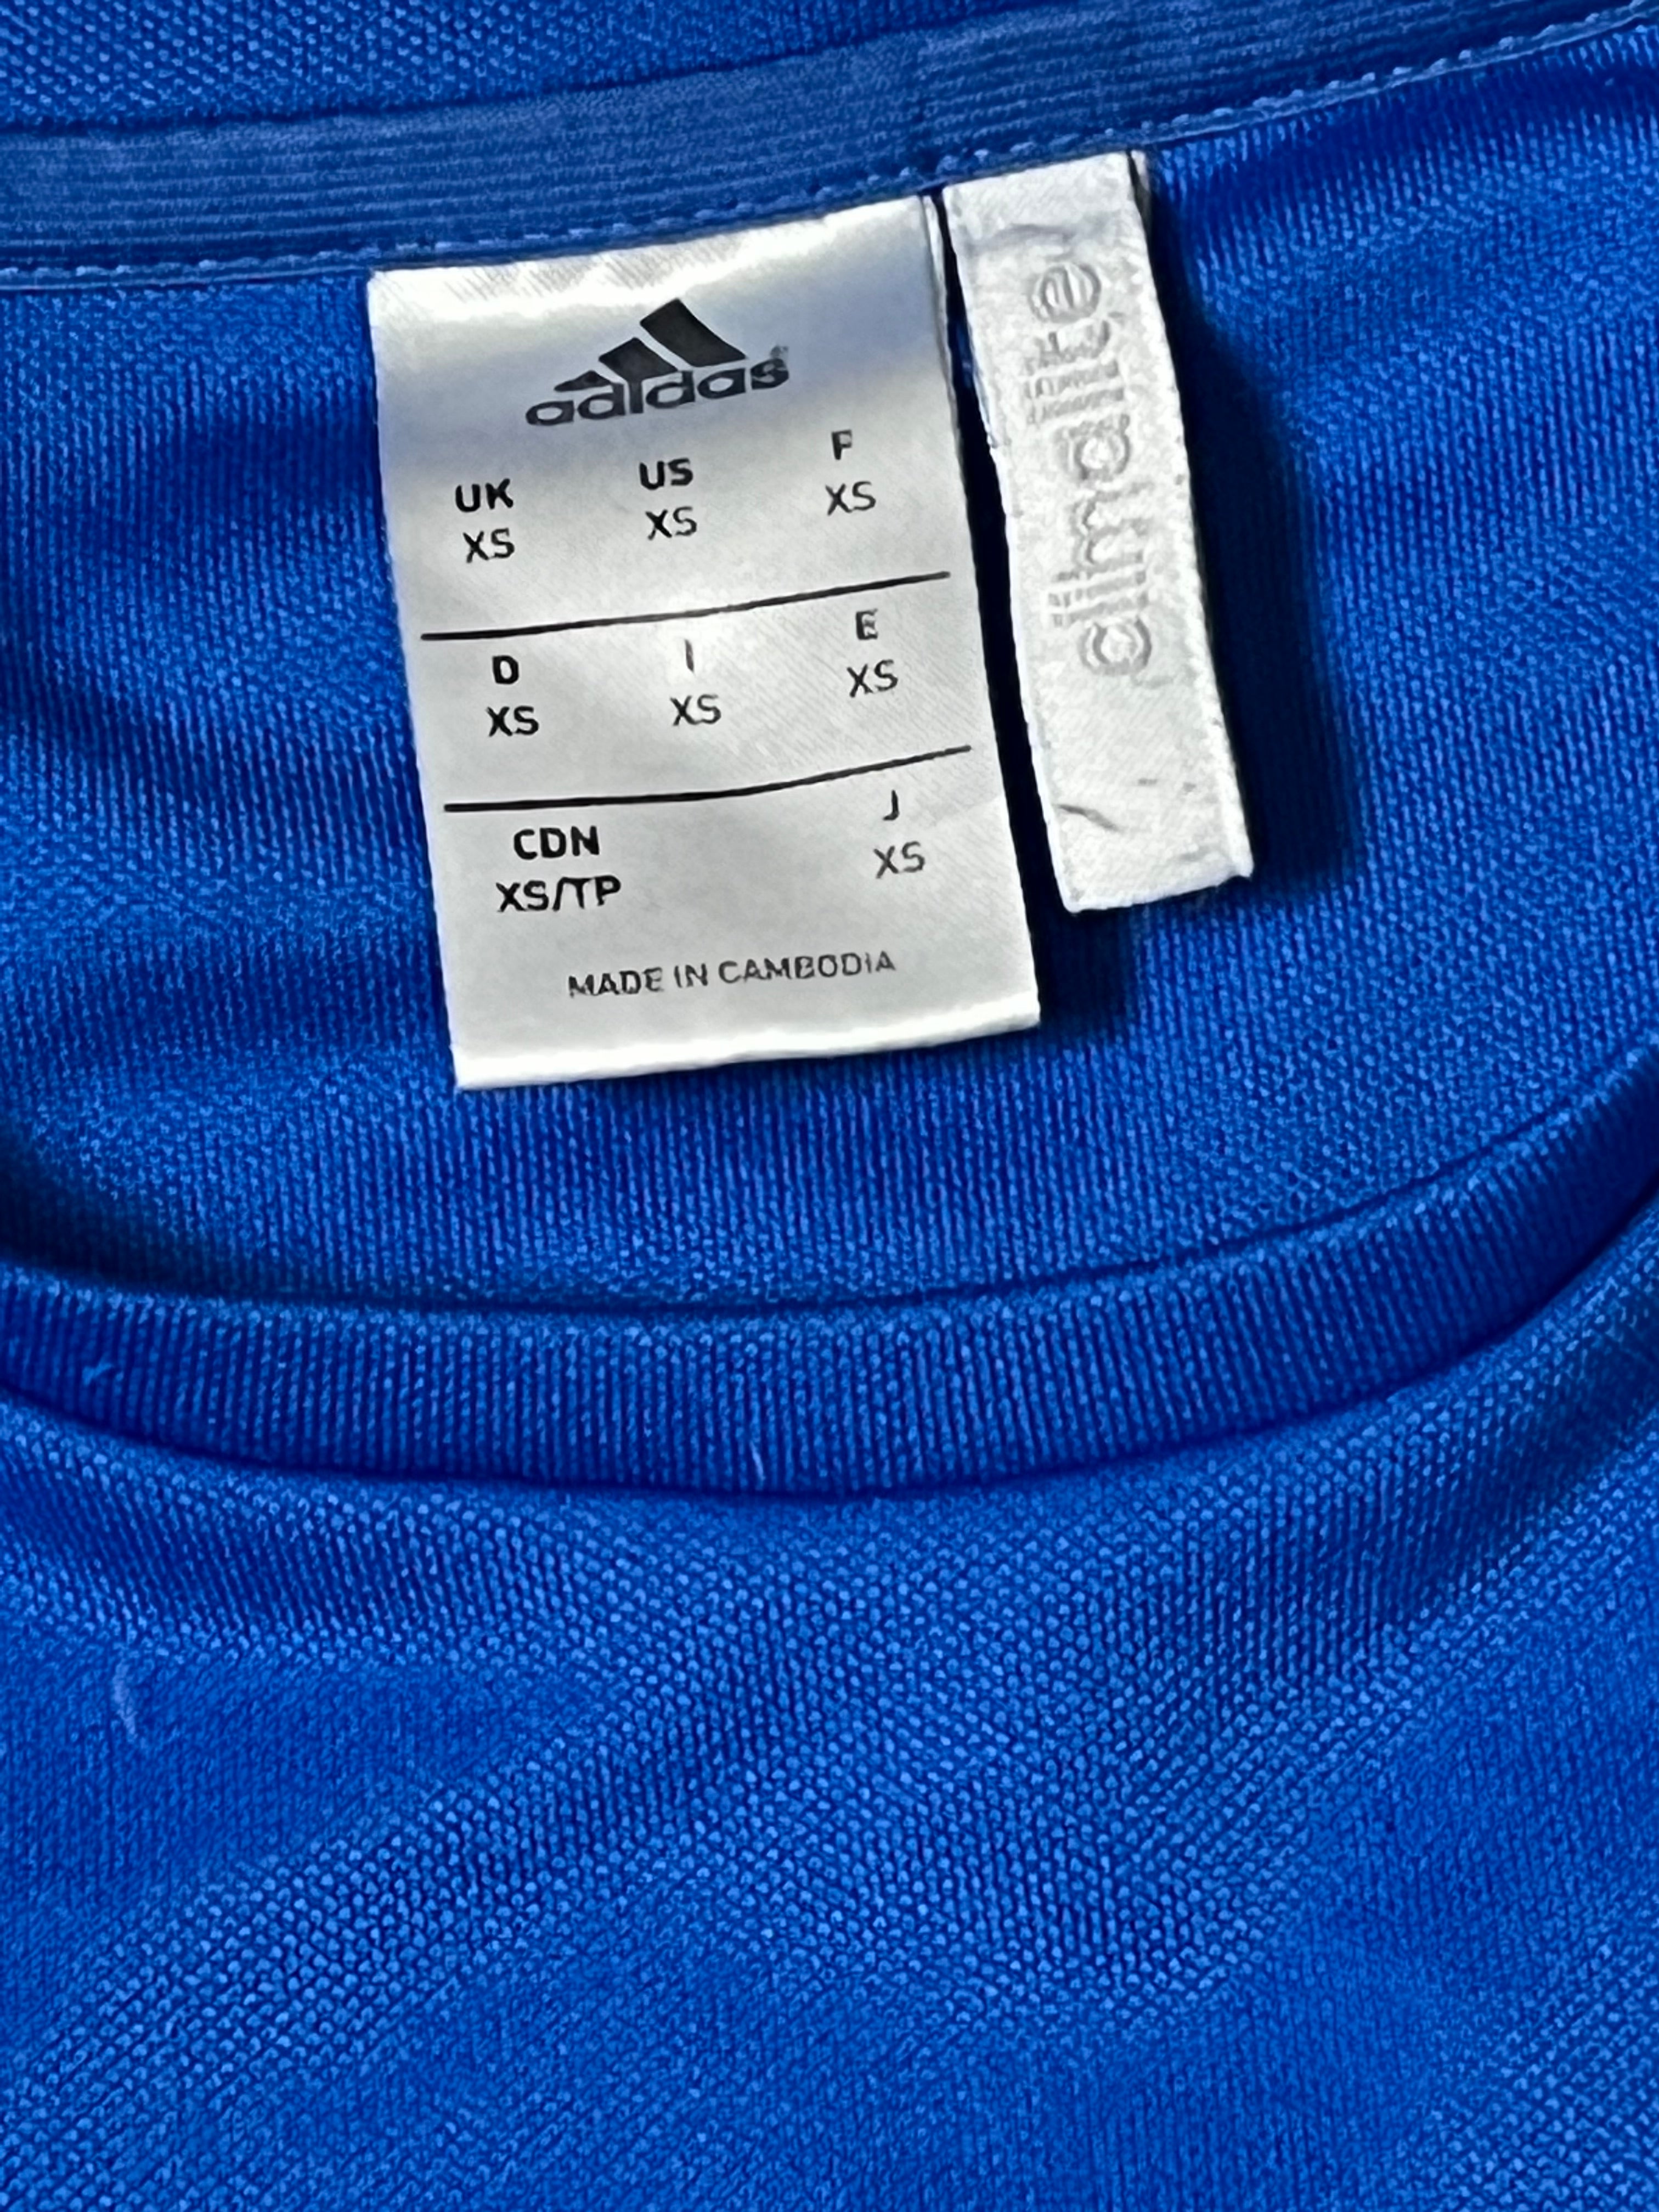 adidas®
UK US F
XS XS XS
D I E
XS XS XS
CDN J
XS/TP XS
MADE IN CAMBODIA
climalite